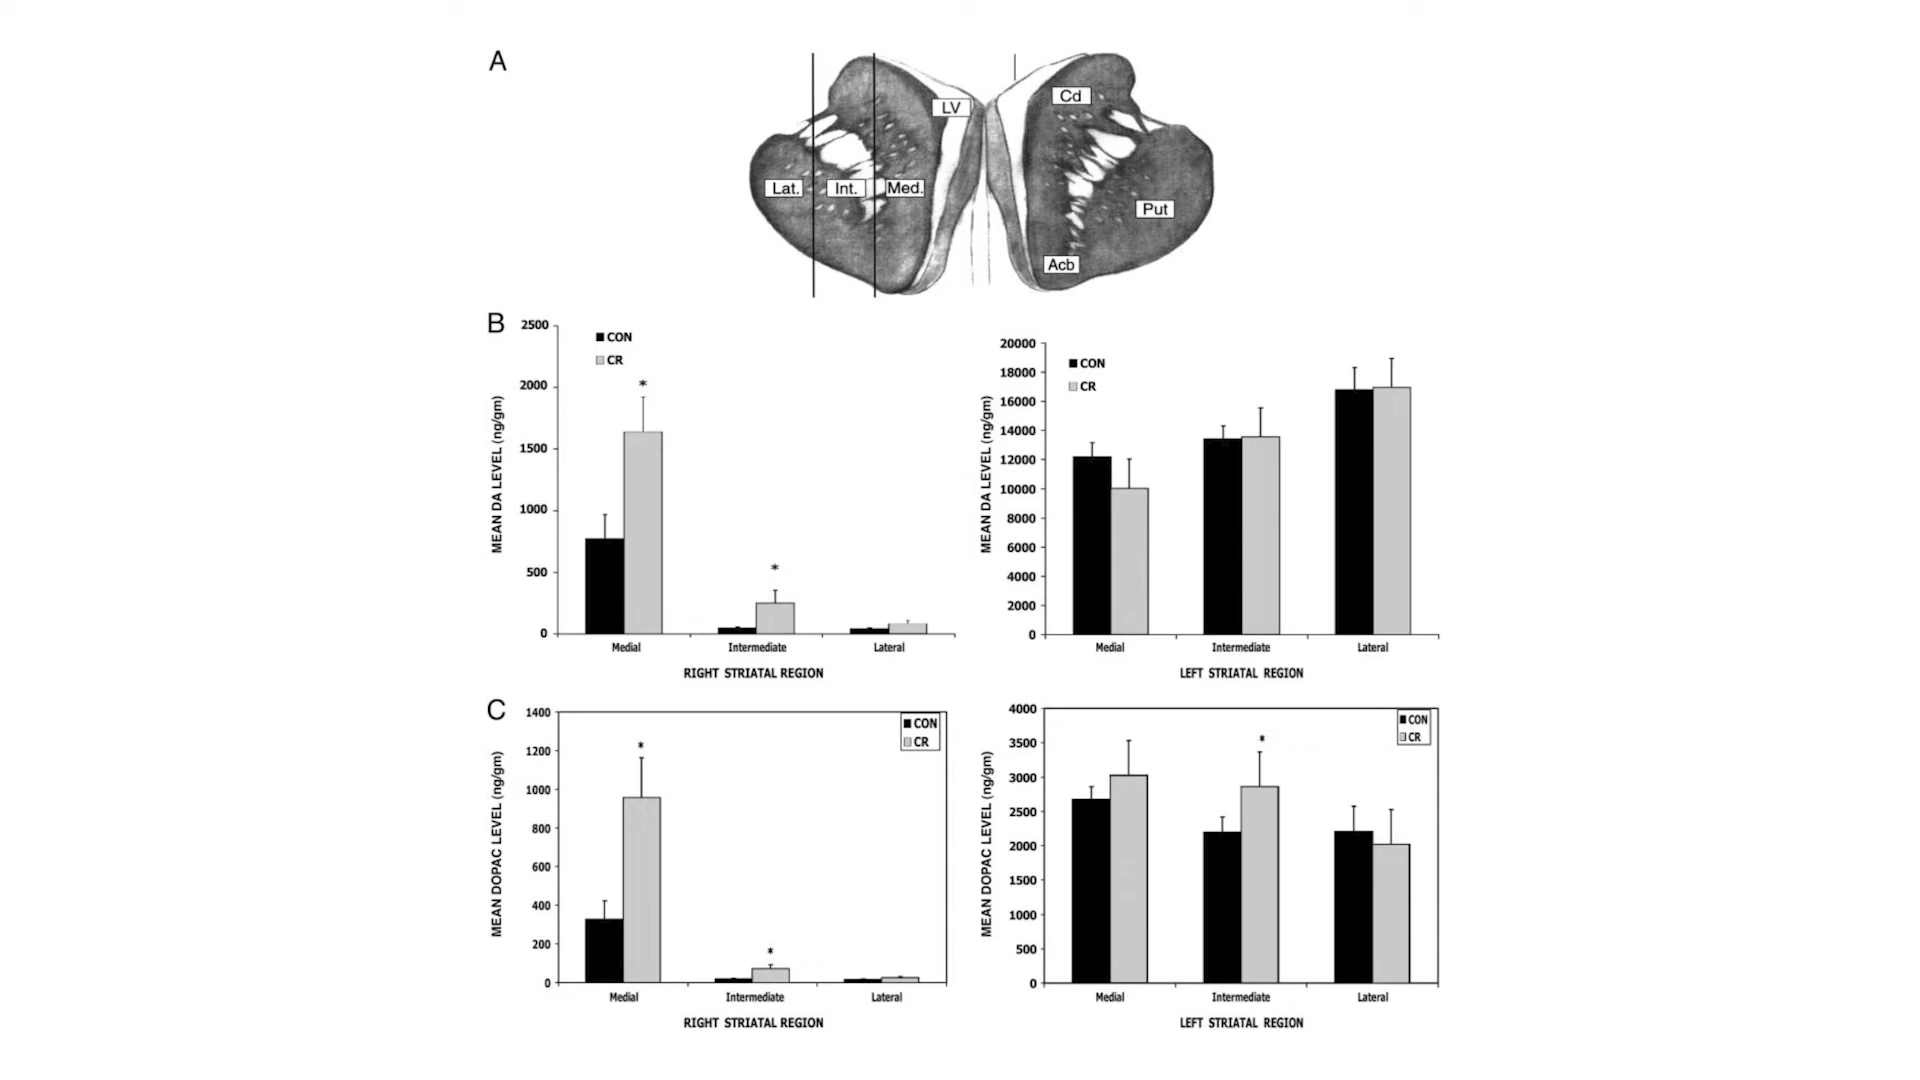 A
LV
Cd
Lat.
Int.
Med.
Put
Acb
B
2500
2000
1500
1000
500
0
MEAN DA LEVEL (ng/gm)
CON
CR
*
*
Medial
Intermediate
Lateral
RIGHT STRIATAL REGION
20000
18000
16000
14000
12000
10000
8000
6000
4000
2000
0
MEAN DA LEVEL (ng/gm)
CON
CR
Medial
Intermediate
Lateral
LEFT STRIATAL REGION
C
1400
1200
1000
800
600
400
200
0
MEAN DOPAC LEVEL (ng/gm)
CON
CR
*
*
Medial
Intermediate
Lateral
RIGHT STRIATAL REGION
4000
3500
3000
2500
2000
1500
1000
500
0
MEAN DOPAC LEVEL (ng/gm)
CON
CR
*
Medial
Intermediate
Lateral
LEFT STRIATAL REGION